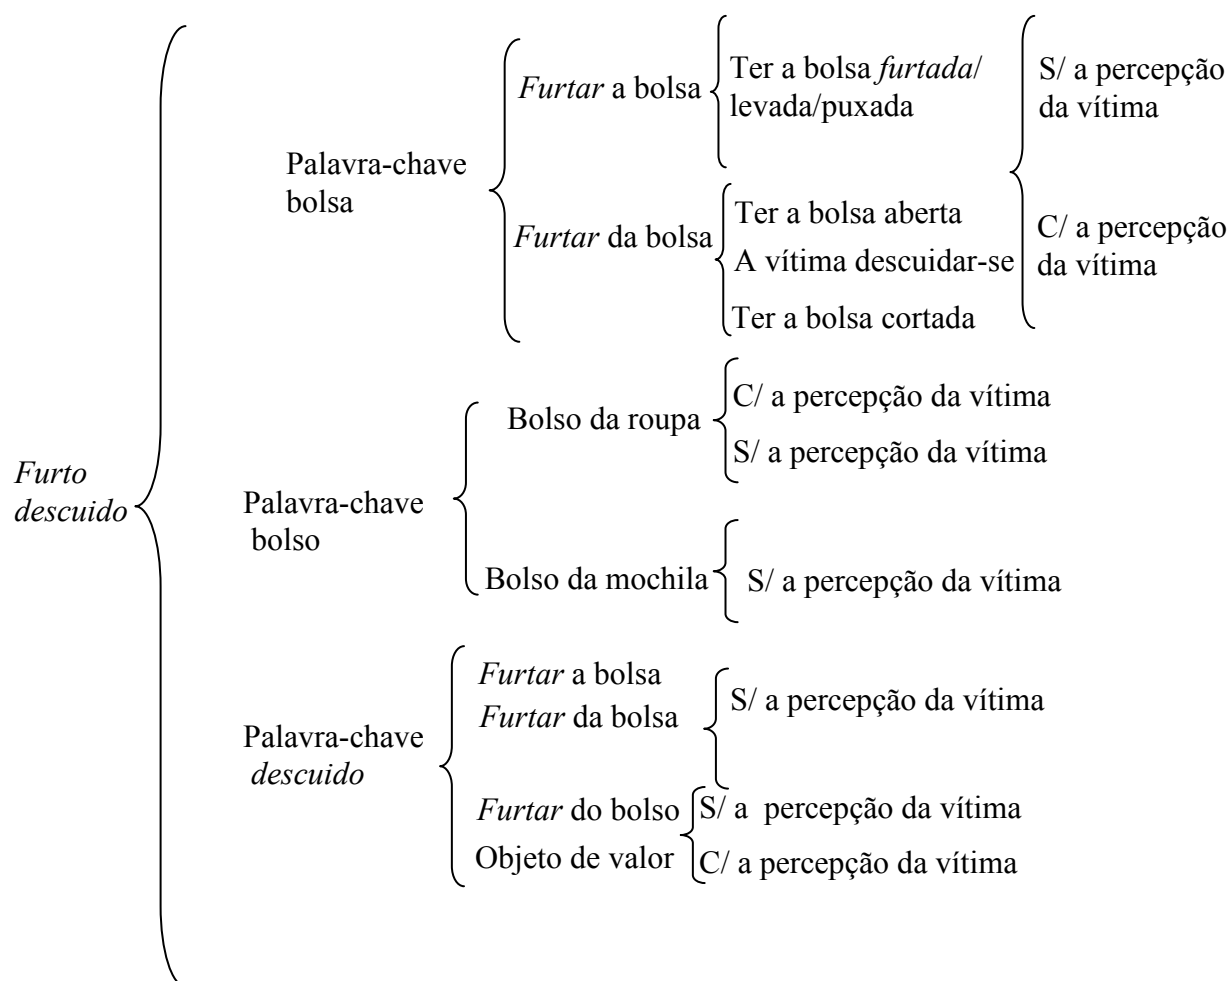 Furto
descuido
Palavra-chave
bolsa
Furtar a bolsa
Ter a bolsa furtada/
levada/puxada
Furtar da bolsa
Ter a bolsa aberta
A vítima descuidar-se
Ter a bolsa cortada
S/ a percepção
da vítima
C/ a percepção
da vítima
Palavra-chave
bolso
Bolso da roupa
C/ a percepção da vítima
S/ a percepção da vítima
Bolso da mochila
S/ a percepção da vítima
Palavra-chave
descuido
Furtar a bolsa
Furtar da bolsa
S/ a percepção da vítima
Furtar do bolso
Objeto de valor
S/ a percepção da vítima
C/ a percepção da vítima